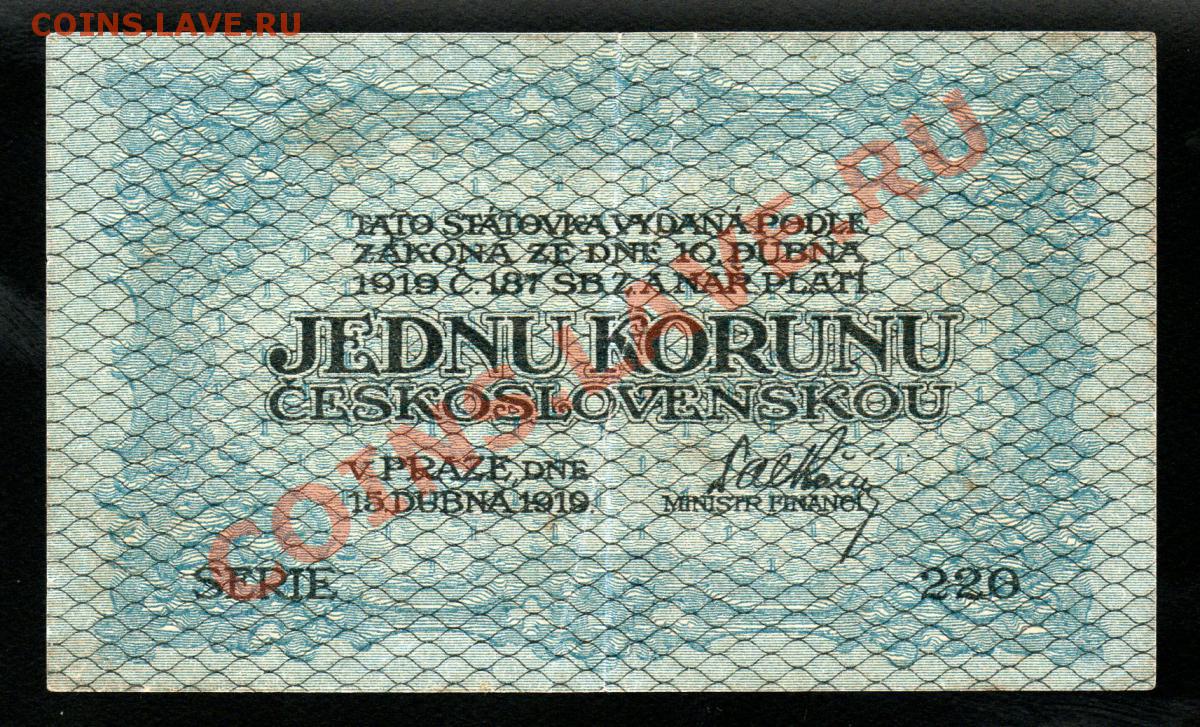 COINS.LAVE.RU
TATO STÁTOVKA VYDANÁ PODLE
ZÁKONA ZE DNE 10. DUBNA
1919 Č. 187 SB. Z. A NAŘ. PLATÍ
JEDNU KORUNU
ČESKOSLOVENSKOU
V PRAZE, DNE
15. DUBNA 1919.
MINISTR FINANCÍ
SERIE 220
COINS.LAVE.RU